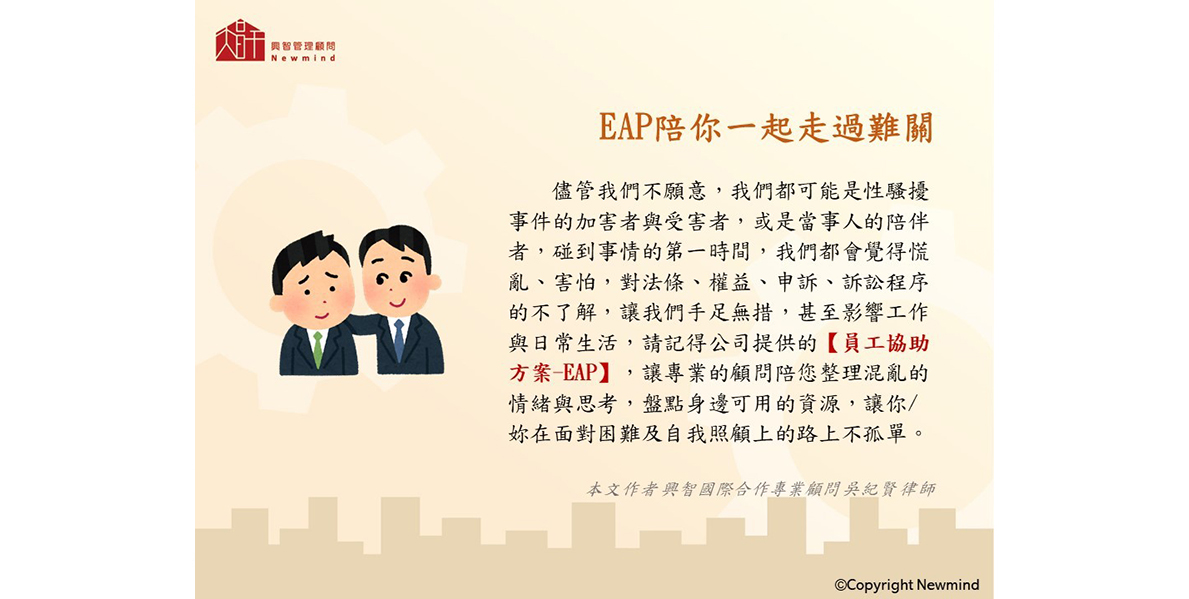 興智管理顧問
Newmind
EAP陪你一起走過難關
儘管我們不願意，我們都可能是性騷擾
事件的加害者與受害者，或是當事人的陪伴
者，碰到事情的第一時間，我們都會覺得慌
亂、害怕，對法條、權益、申訴、訴訟程序
的不了解，讓我們手足無措，甚至影響工作
與日常生活，請記得公司提供的【員工協助
方案-EAP】，讓專業的顧問陪您整理混亂的
情緒與思考，盤點身邊可用的資源，讓你/
妳在面對困難及自我照顧上的路上不孤單。
本文作者興智國際合作專業顧問吳紀賢律師
©Copyright Newmind